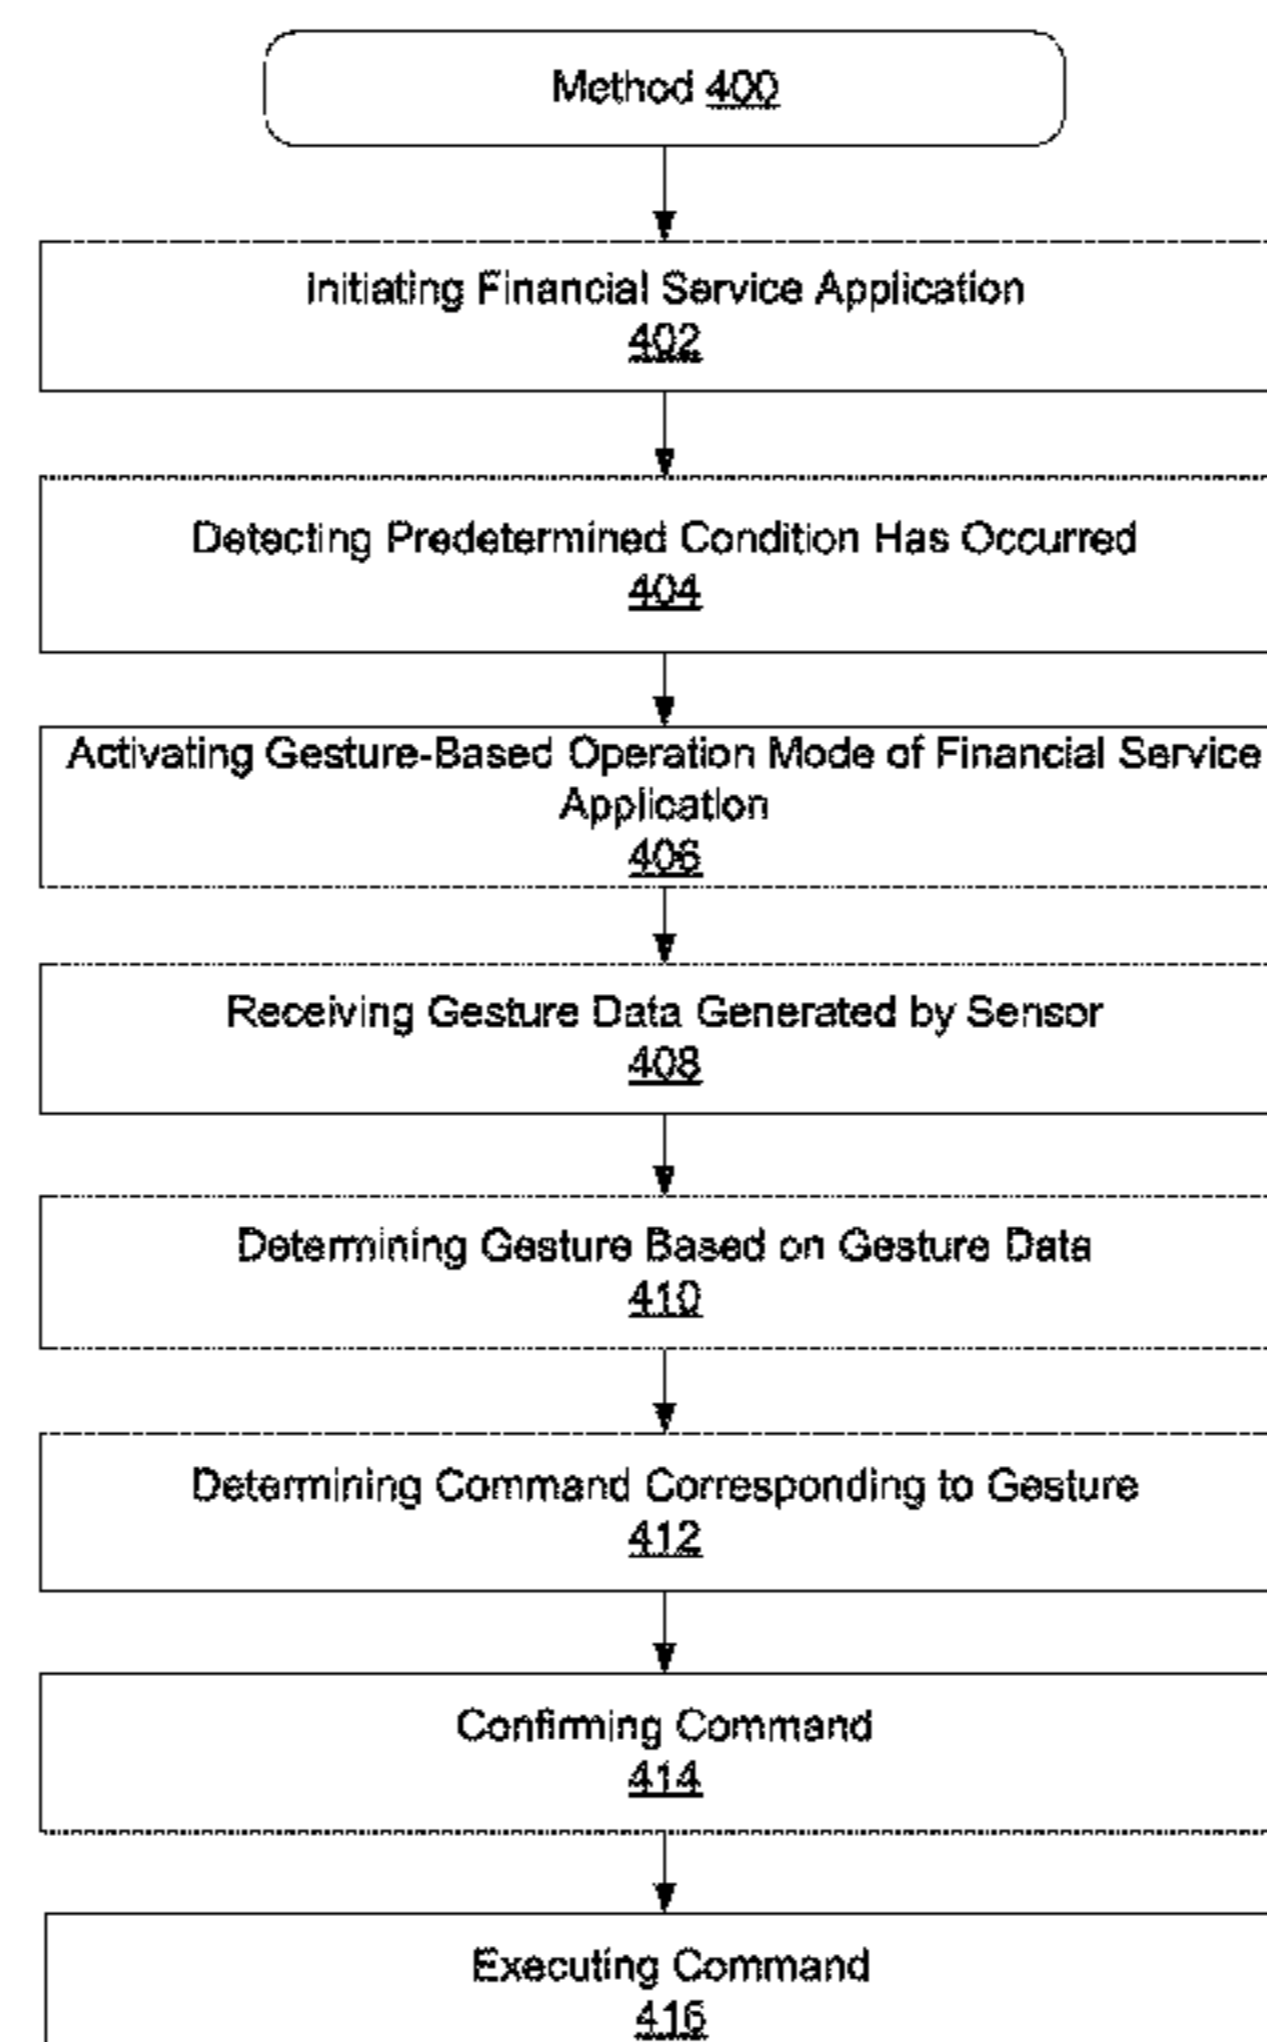 Method 400
Initiating Financial Service Application
402
Detecting Predetermined Condition Has Occurred
404
Activating Gesture-Based Operation Mode of Financial Service
Application
406
Receiving Gesture Data Generated by Sensor
408
Determining Gesture Based on Gesture Data
410
Determining Command Corresponding to Gesture
412
Confirming Command
414
Executing Command
416